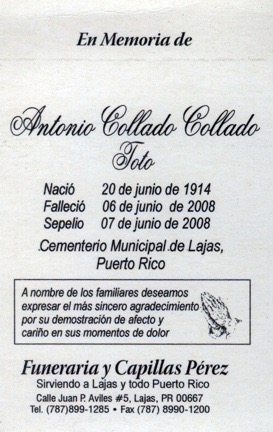 En Memoria de
Antonio Collado Collado
Toto
Nació 20 de junio de 1914
Falleció 06 de junio de 2008
Sepelio 07 de junio de 2008
Cementerio Municipal de Lajas,
Puerto Rico
A nombre de los familiares deseamos
expresar el más sincero agradecimiento
por su demostración de afecto y
cariño en sus momentos de dolor
Funeraria y Capillas Pérez
Sirviendo a Lajas y todo Puerto Rico
Calle Juan P. Aviles #5, Lajas, PR 00667
Tel. (787)899-1285 • Fax (787) 8990-1200